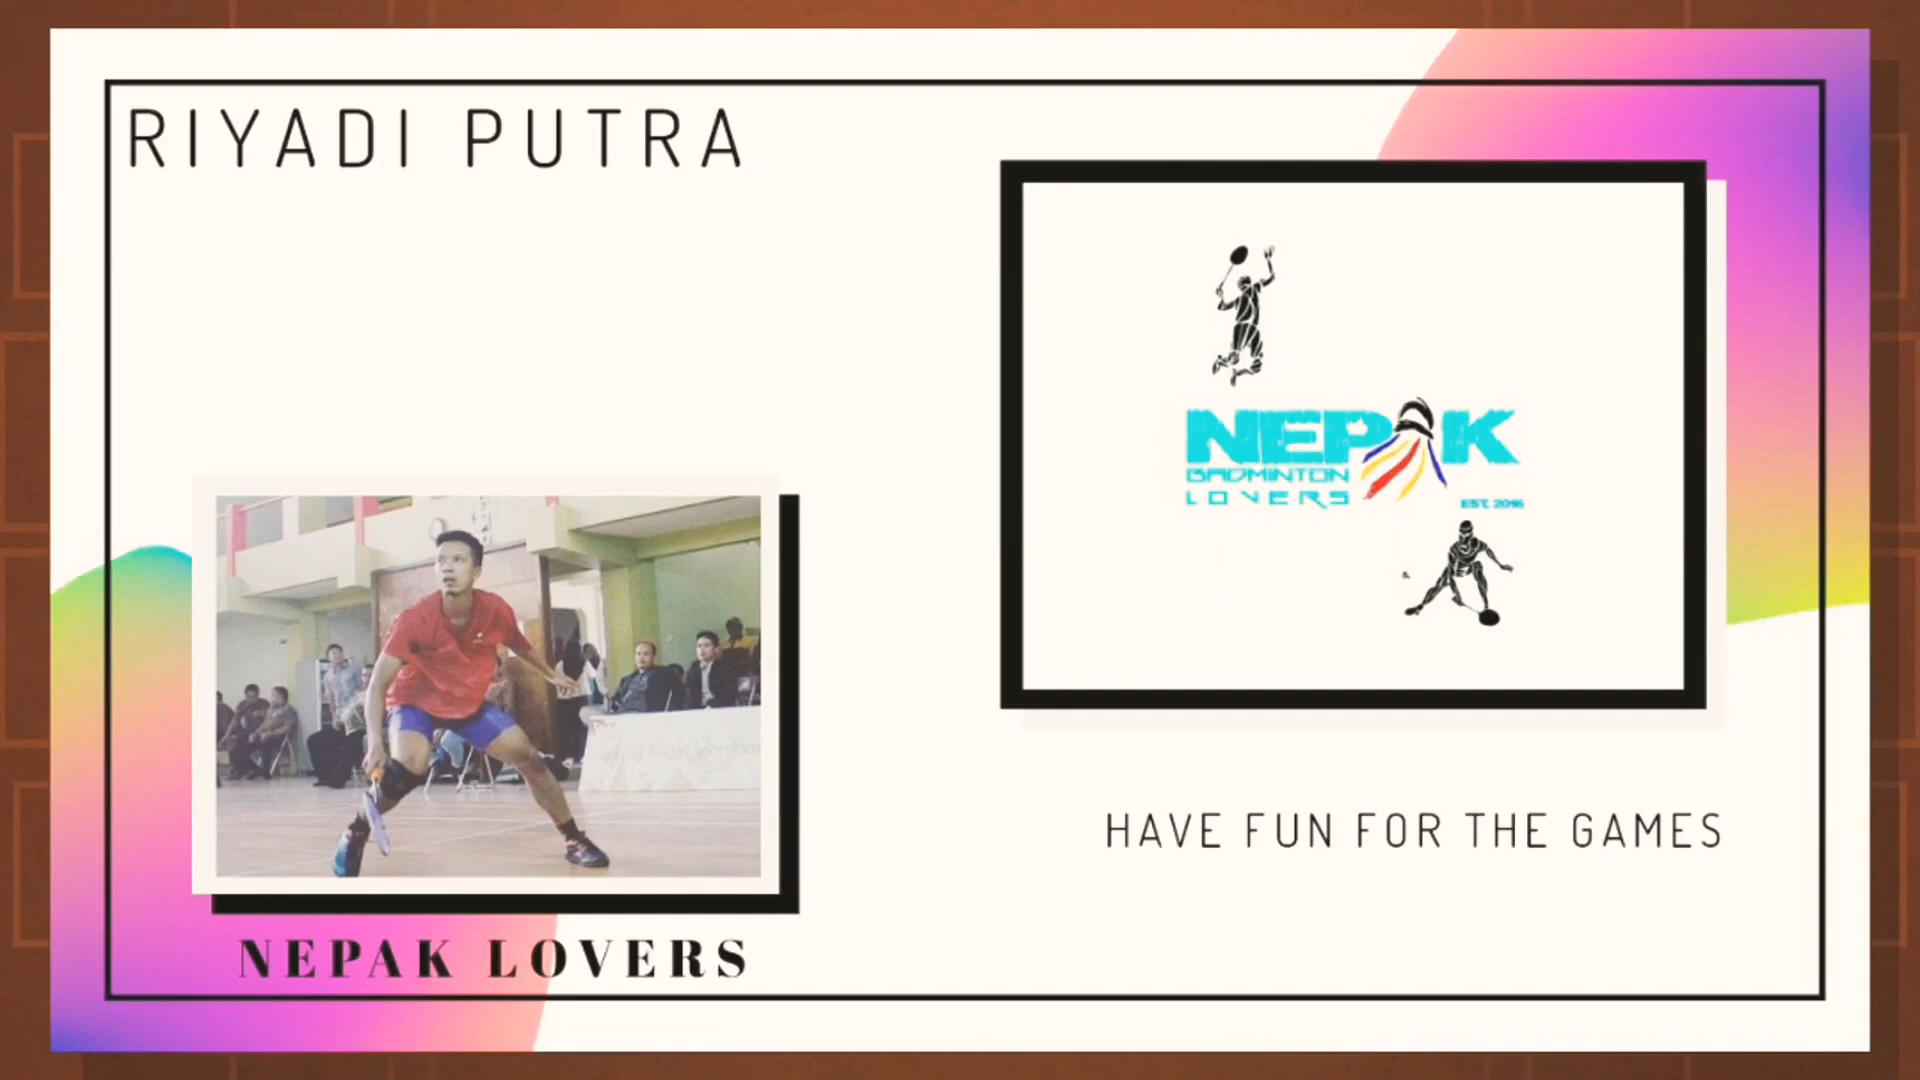 RIYADI PUTRA
NEPAK
BADMINTON
LOVERS
EST. 2016
HAVE FUN FOR THE GAMES
NEPAK LOVERS